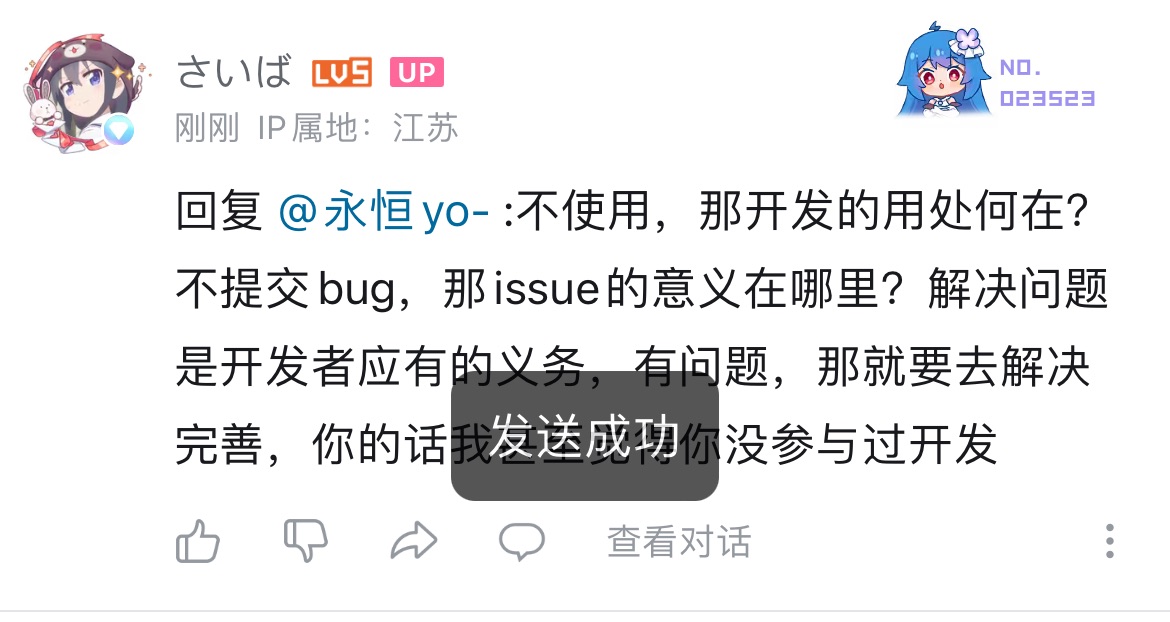 さいば LV5 UP
NO.
023523
刚刚 IP属地：江苏
回复 @永恒yo- :不使用，那开发的用处何在？
不提交bug，那issue的意义在哪里？解决问题
是开发者应有的义务，有问题，那就要去解决
完善，你的话我甚至觉得你没参与过开发
发送成功
查看对话